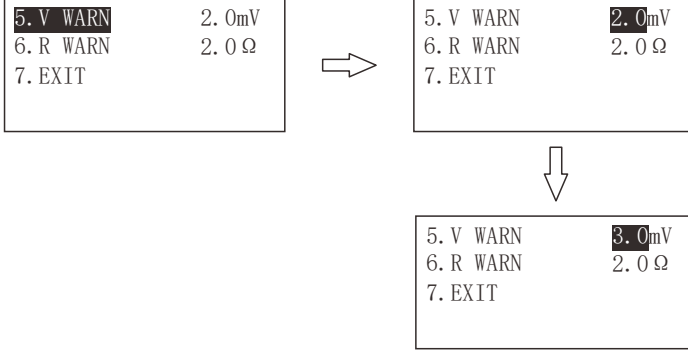 5.V WARN 2.0mV
6.R WARN 2.0Ω
7.EXIT
5.V WARN 2.0mV
6.R WARN 2.0Ω
7.EXIT
5.V WARN 3.0mV
6.R WARN 2.0Ω
7.EXIT